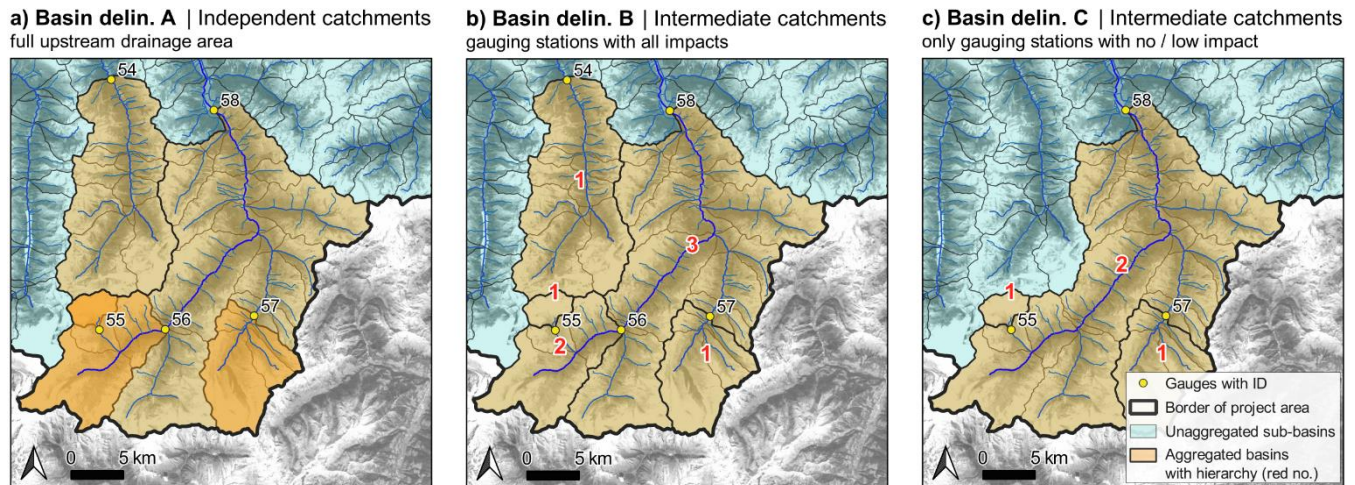 a) Basin delin. A | Independent catchments
full upstream drainage area
54
58
55
56
57
0 5 km
b) Basin delin. B | Intermediate catchments
gauging stations with all impacts
54
58
1
3
1
55
56
57
2
1
0 5 km
c) Basin delin. C | Intermediate catchments
only gauging stations with no / low impact
58
2
1
55
57
1
0 5 km
Gauges with ID
Border of project area
Unaggregated sub-basins
Aggregated basins
with hierarchy (red no.)